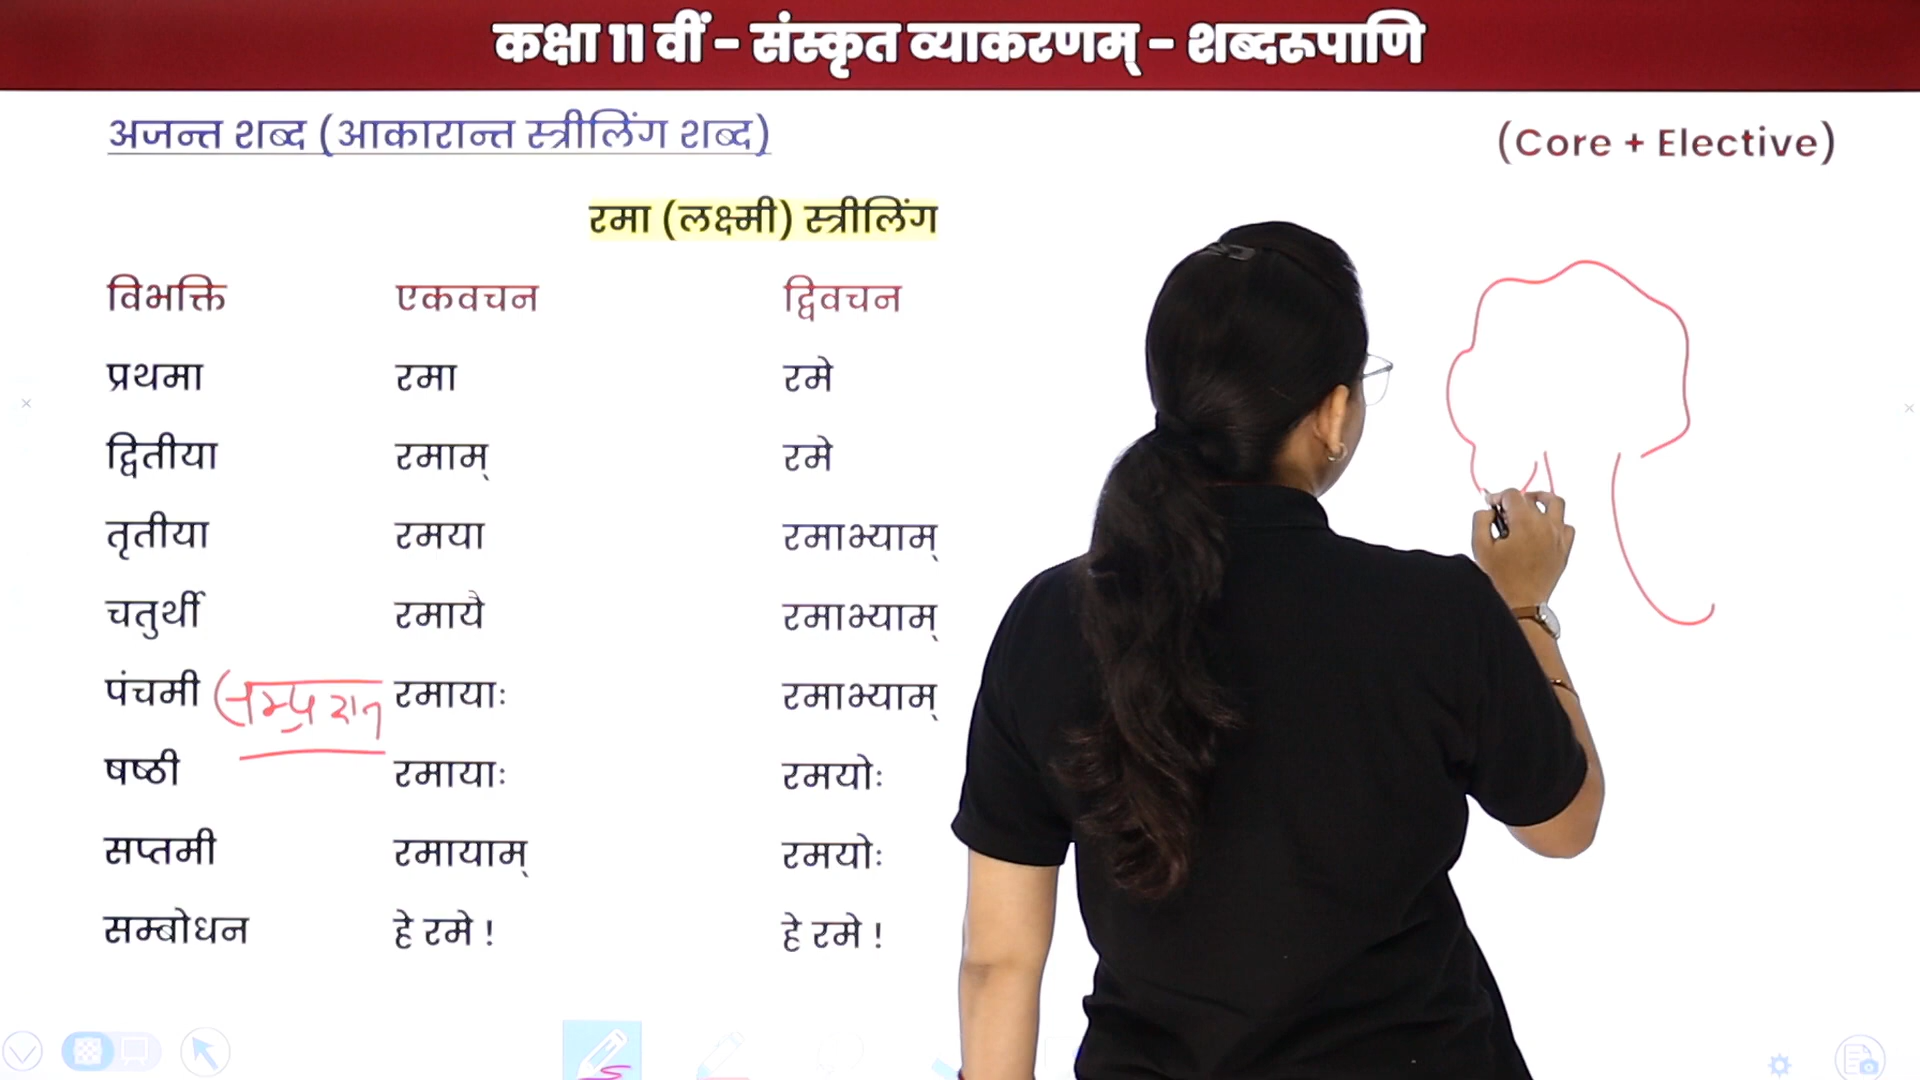 कक्षा 11 वीं - संस्कृत व्याकरणम् - शब्दरूपाणि
अजन्त शब्द (आकारान्त स्त्रीलिंग शब्द)
(Core + Elective)
रमा (लक्ष्मी) स्त्रीलिंग
विभक्ति एकवचन द्विवचन
प्रथमा रमा रमे
द्वितीया रमाम् रमे
तृतीया रमया रमाभ्याम्
चतुर्थी रमायै रमाभ्याम्
पंचमी रमायाः रमाभ्याम्
षष्ठी रमायाः रमयोः
सप्तमी रमायाम् रमयोः
सम्बोधन हे रमे ! हे रमे !